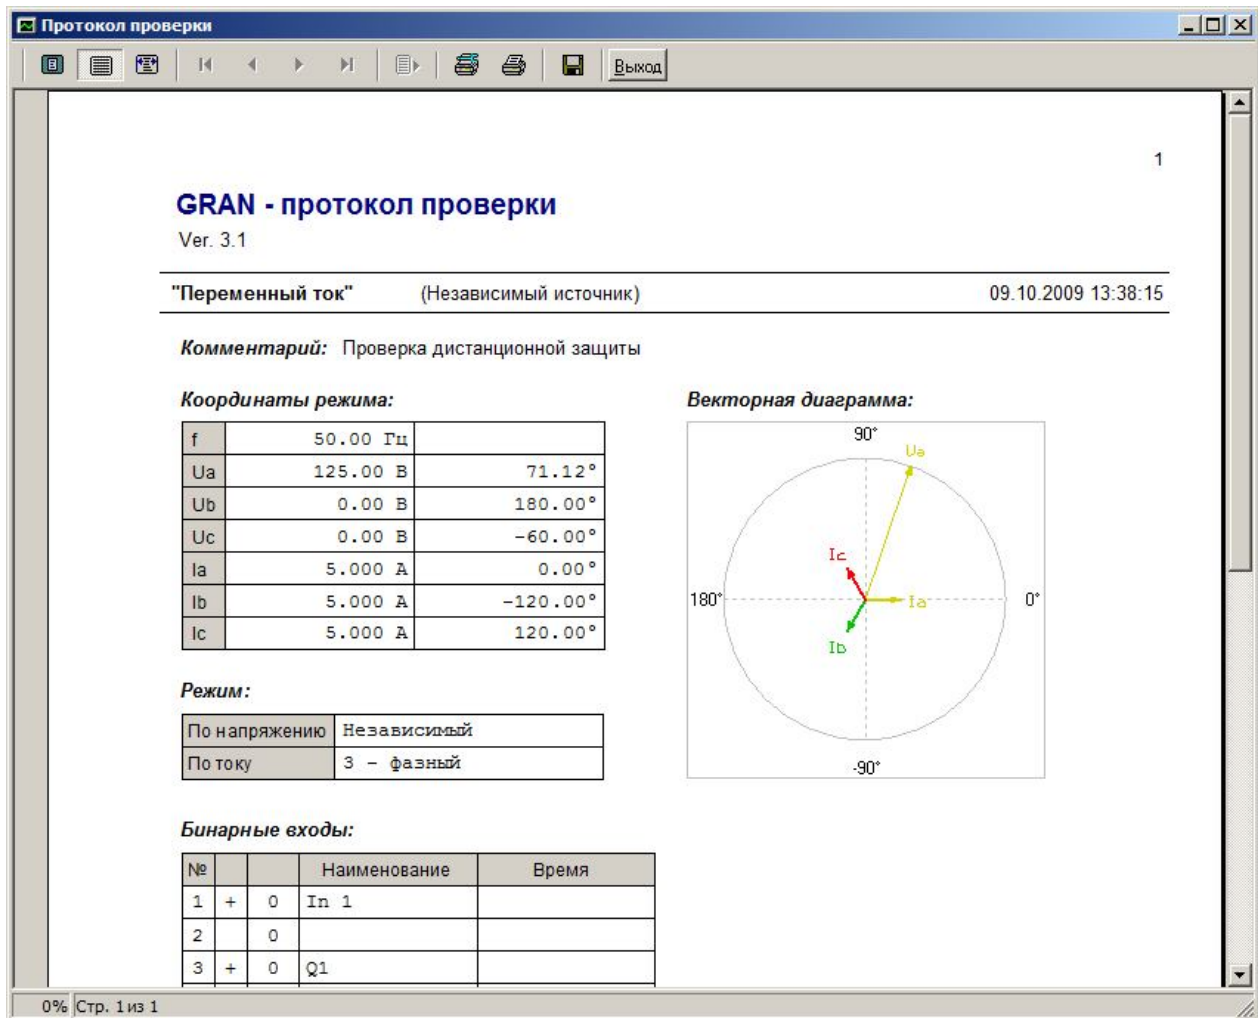 Протокол проверки
Выход
1
GRAN - протокол проверки
Ver. 3.1
"Переменный ток" (Независимый источник) 09.10.2009 13:38:15
Комментарий: Проверка дистанционной защиты
Координаты режима:
f 50.00 Гц
Ua 125.00 В 71.12°
Ub 0.00 В 180.00°
Uc 0.00 В -60.00°
Ia 5.000 А 0.00°
Ib 5.000 А -120.00°
Ic 5.000 А 120.00°
Векторная диаграмма:
90°
Ua
Ic
180° Ia 0°
Ib
-90°
Режим:
По напряжению Независимый
По току 3 - фазный
Бинарные входы:
№ Наименование Время
1 + 0 In 1
2 0
3 + 0 Q1
0% Стр. 1 из 1